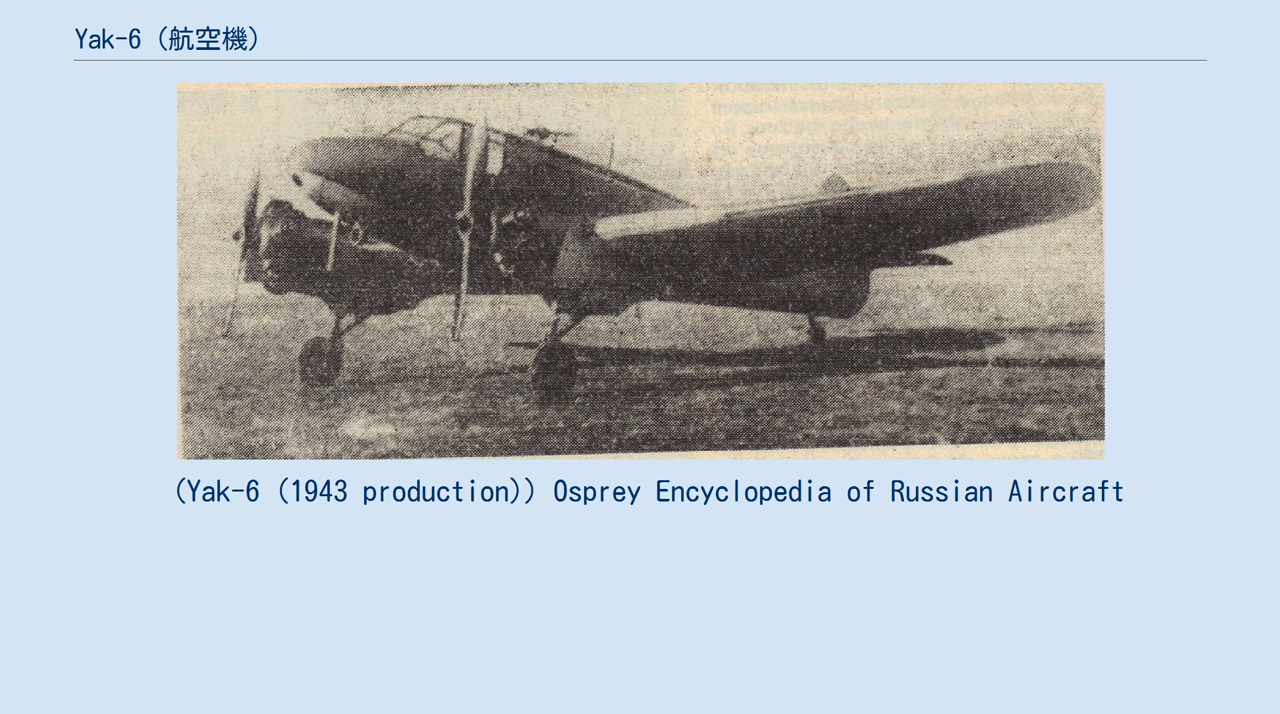 Yak-6 (航空機)
(Yak-6 (1943 production)) Osprey Encyclopedia of Russian Aircraft